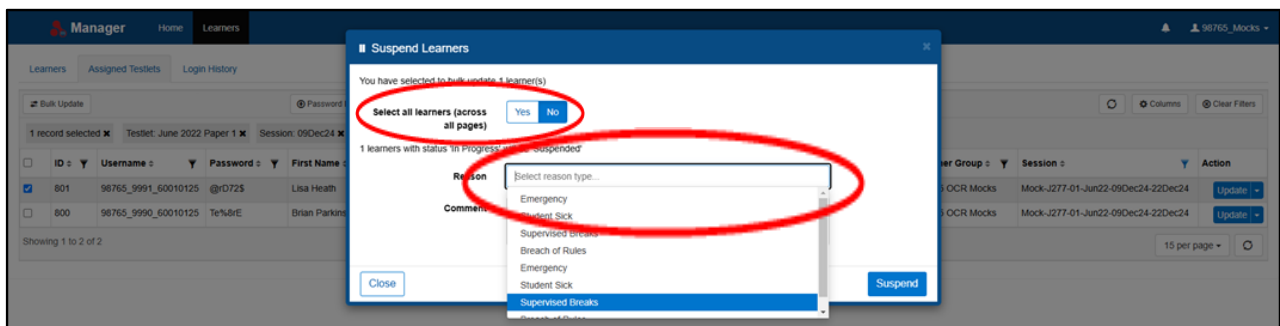 Manager Home Learners 98765_Mocks
Suspend Learners ×
Learners Assigned Testlets Login History
You have selected to bulk update 1 learner(s)
Bulk Update Password Columns Clear Filters
Select all learners (across all pages) Yes No
1 record selected × Testlet: June 2022 Paper 1 × Session: 09Dec24 ×
1 learners with status 'In Progress' 'Suspended'
ID Username Password First Name er Group Session Action
Reason Select reason type...
801 98765_9991_60010125 @rD72$ Lisa Heath OCR Mocks Mock-J277-01-Jun22-09Dec24-22Dec24 Update
Emergency
Comment Student Sick
800 98765_9990_60010125 Te%8rE Brian Parkins OCR Mocks Mock-J277-01-Jun22-09Dec24-22Dec24 Update
Supervised Breaks
Showing 1 to 2 of 2 15 per page
Breach of Rules
Emergency
Student Sick
Close Suspend
Supervised Breaks
Breach of Rules